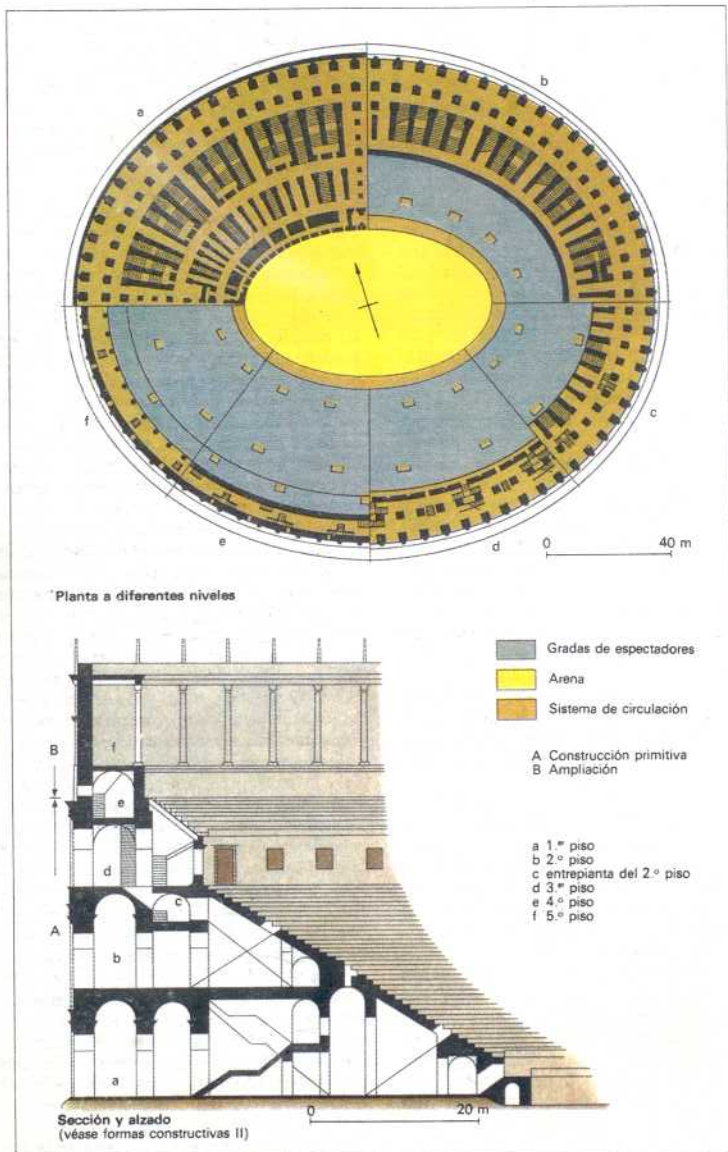 a
b
c
d
e
f
0 40 m
Planta a diferentes niveles
Gradas de espectadores
Arena
Sistema de circulación
A Construcción primitiva
B Ampliación
a 1.er piso
b 2.º piso
c entrepianta del 2.º piso
d 3.er piso
e 4.º piso
f 5.º piso
B
A
f
e
d
c
b
a
Sección y alzado
(véase formas constructivas II)
0 20 m